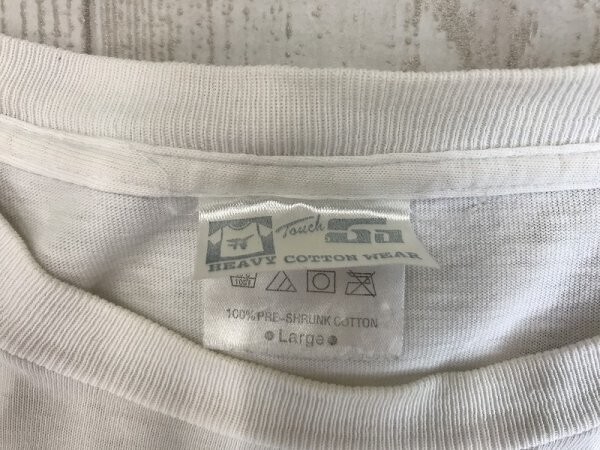 Touch
HEAVY COTTON WEAR
100% PRE-SHRUNK COTTON
Large